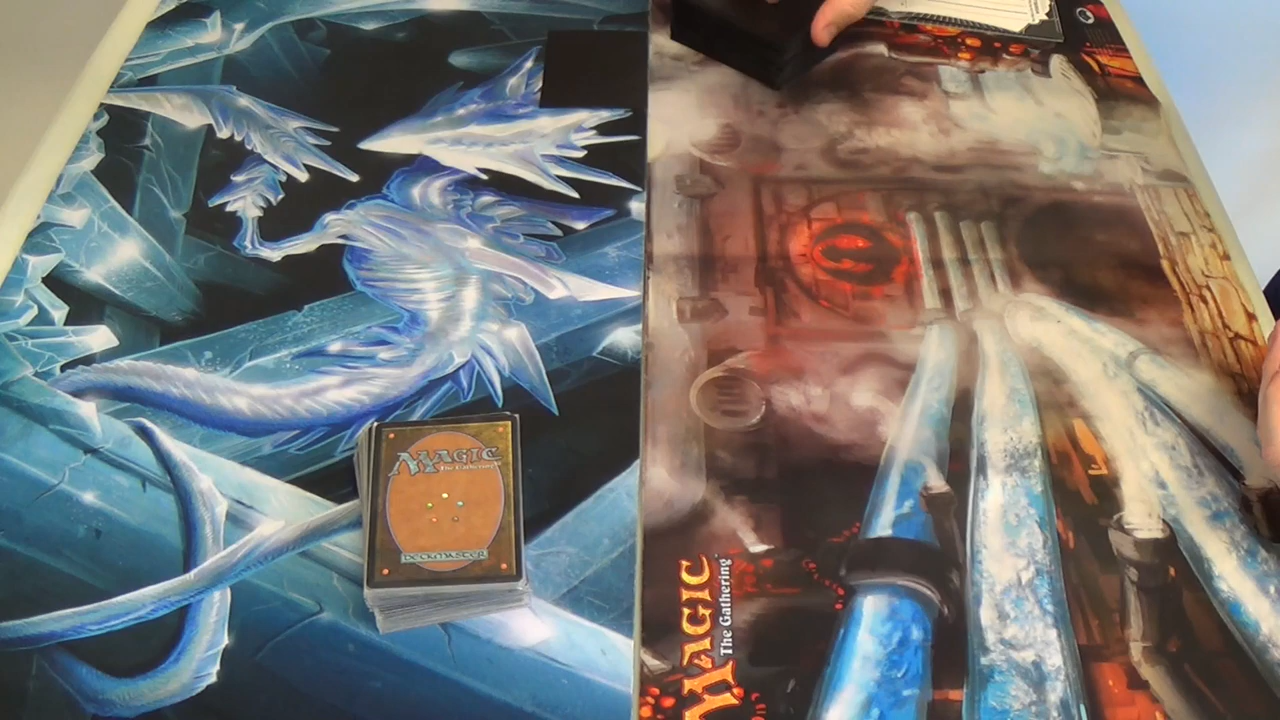 MAGIC
The Gathering
DECKMASTER
MAGIC
The Gathering